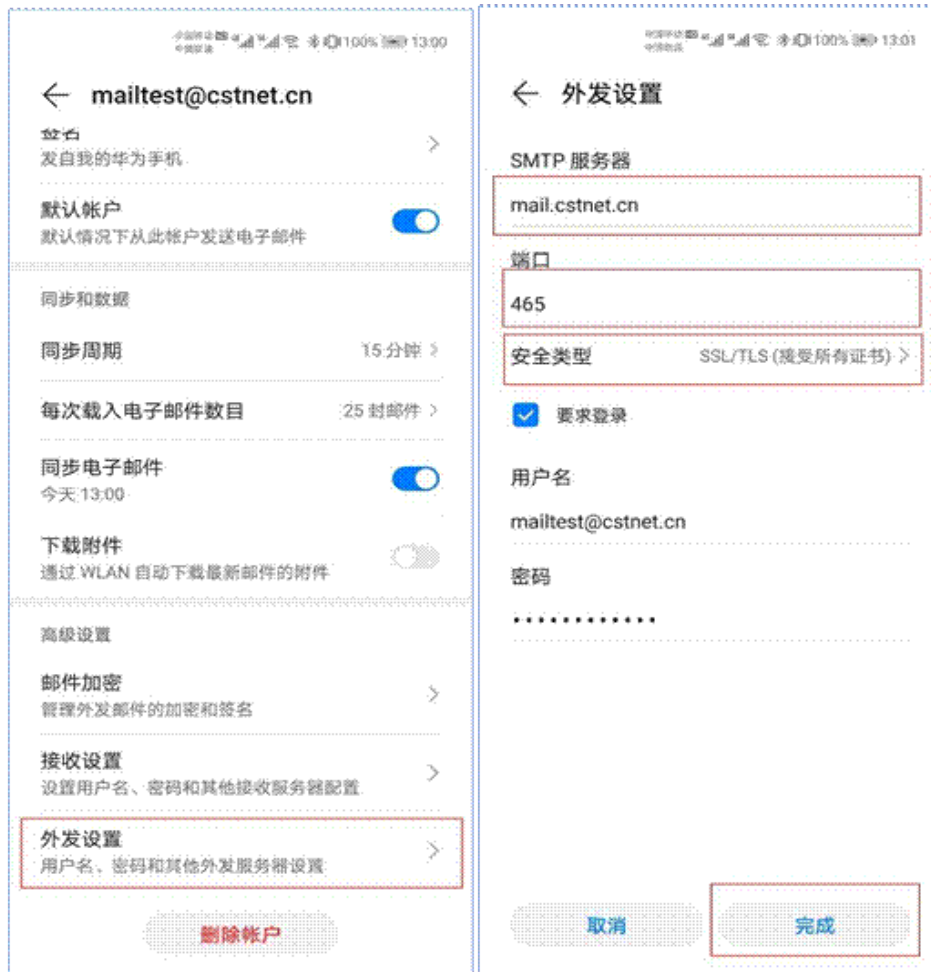 100% 13:00
mailtest@cstnet.cn
签名
发自我的华为手机
默认帐户
默认情况下从此帐户发送电子邮件
同步和数据
同步周期
15 分钟
每次载入电子邮件数目
25 封邮件
同步电子邮件
今天 13:00
下载附件
通过 WLAN 自动下载最新邮件的附件
高级设置
邮件加密
管理外发邮件的加密和签名
接收设置
设置用户名、密码和其他接收服务器配置
外发设置
用户名、密码和其他外发服务器设置
删除帐户
100% 13:01
外发设置
SMTP 服务器
mail.cstnet.cn
端口
465
安全类型
SSL/TLS (接受所有证书)
要求登录
用户名
mailtest@cstnet.cn
密码
取消
完成